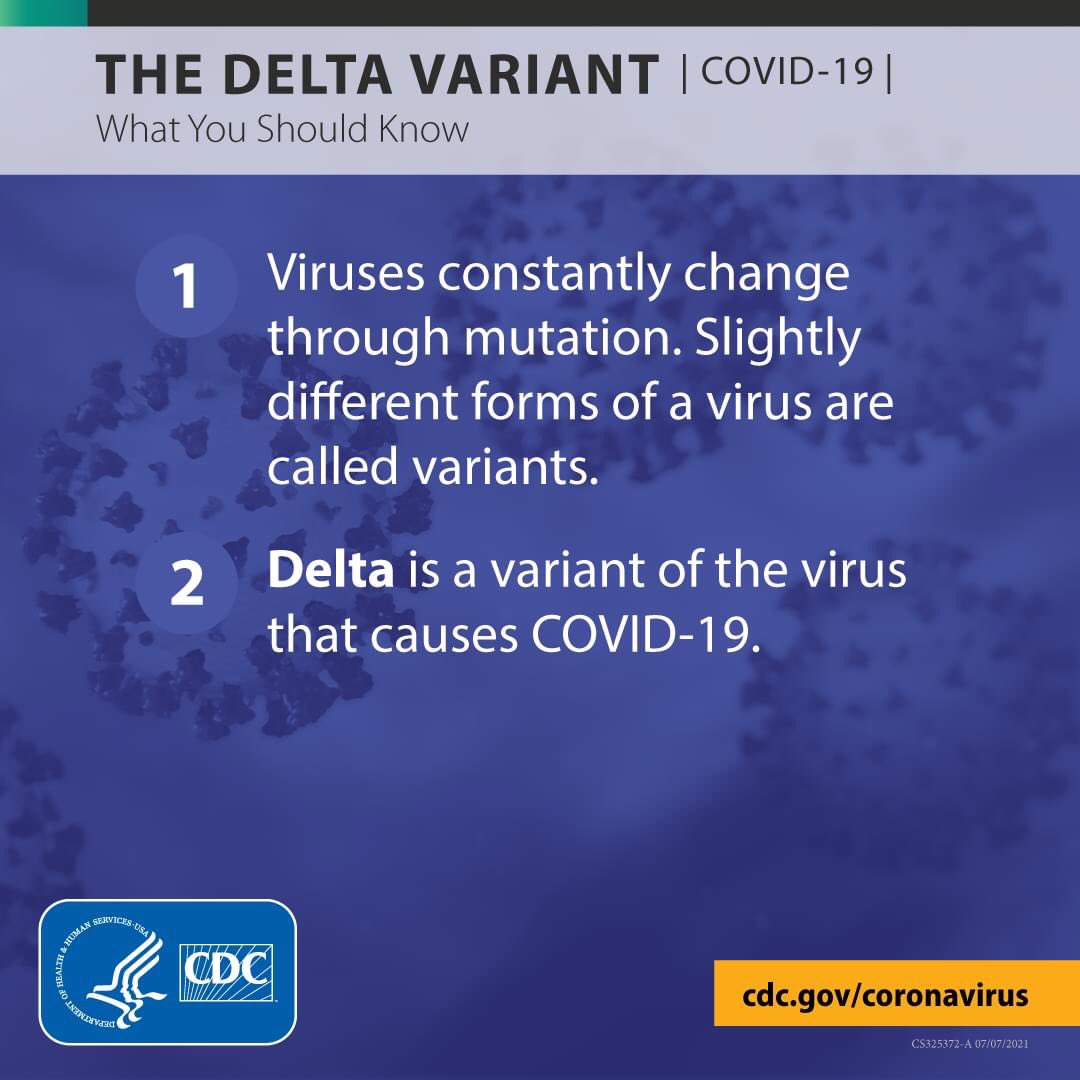 THE DELTA VARIANT | COVID-19 |
What You Should Know
1 Viruses constantly change
through mutation. Slightly
different forms of a virus are
called variants.
2 Delta is a variant of the virus
that causes COVID-19.
DEPARTMENT OF HEALTH & HUMAN SERVICES·USA
CDC
cdc.gov/coronavirus
CS325372-A 07/07/2021